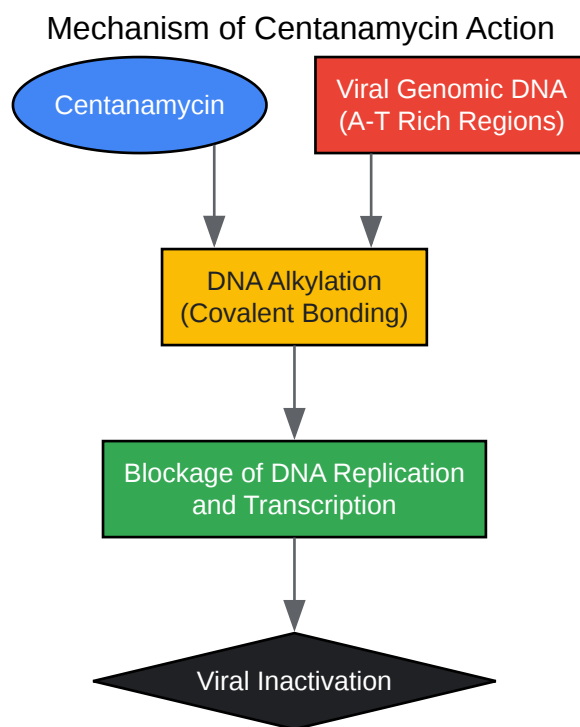 Mechanism of Centanamycin Action
Centanamycin
Viral Genomic DNA
(A-T Rich Regions)
DNA Alkylation
(Covalent Bonding)
Blockage of DNA Replication
and Transcription
Viral Inactivation